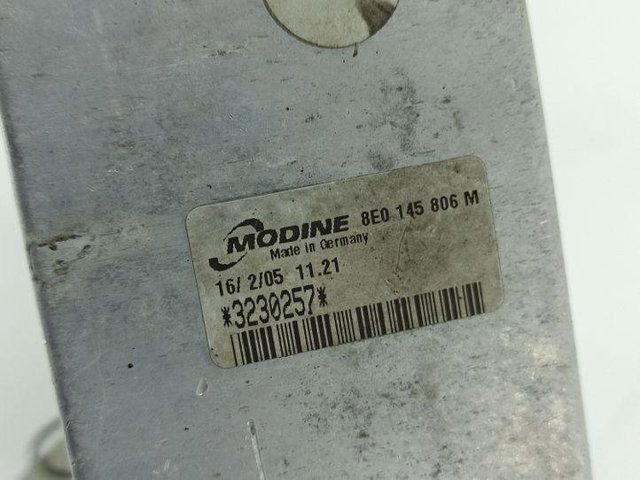 MODINE 8E0 145 806 M
Made in Germany
16/ 2/05 11.21
*3230257*